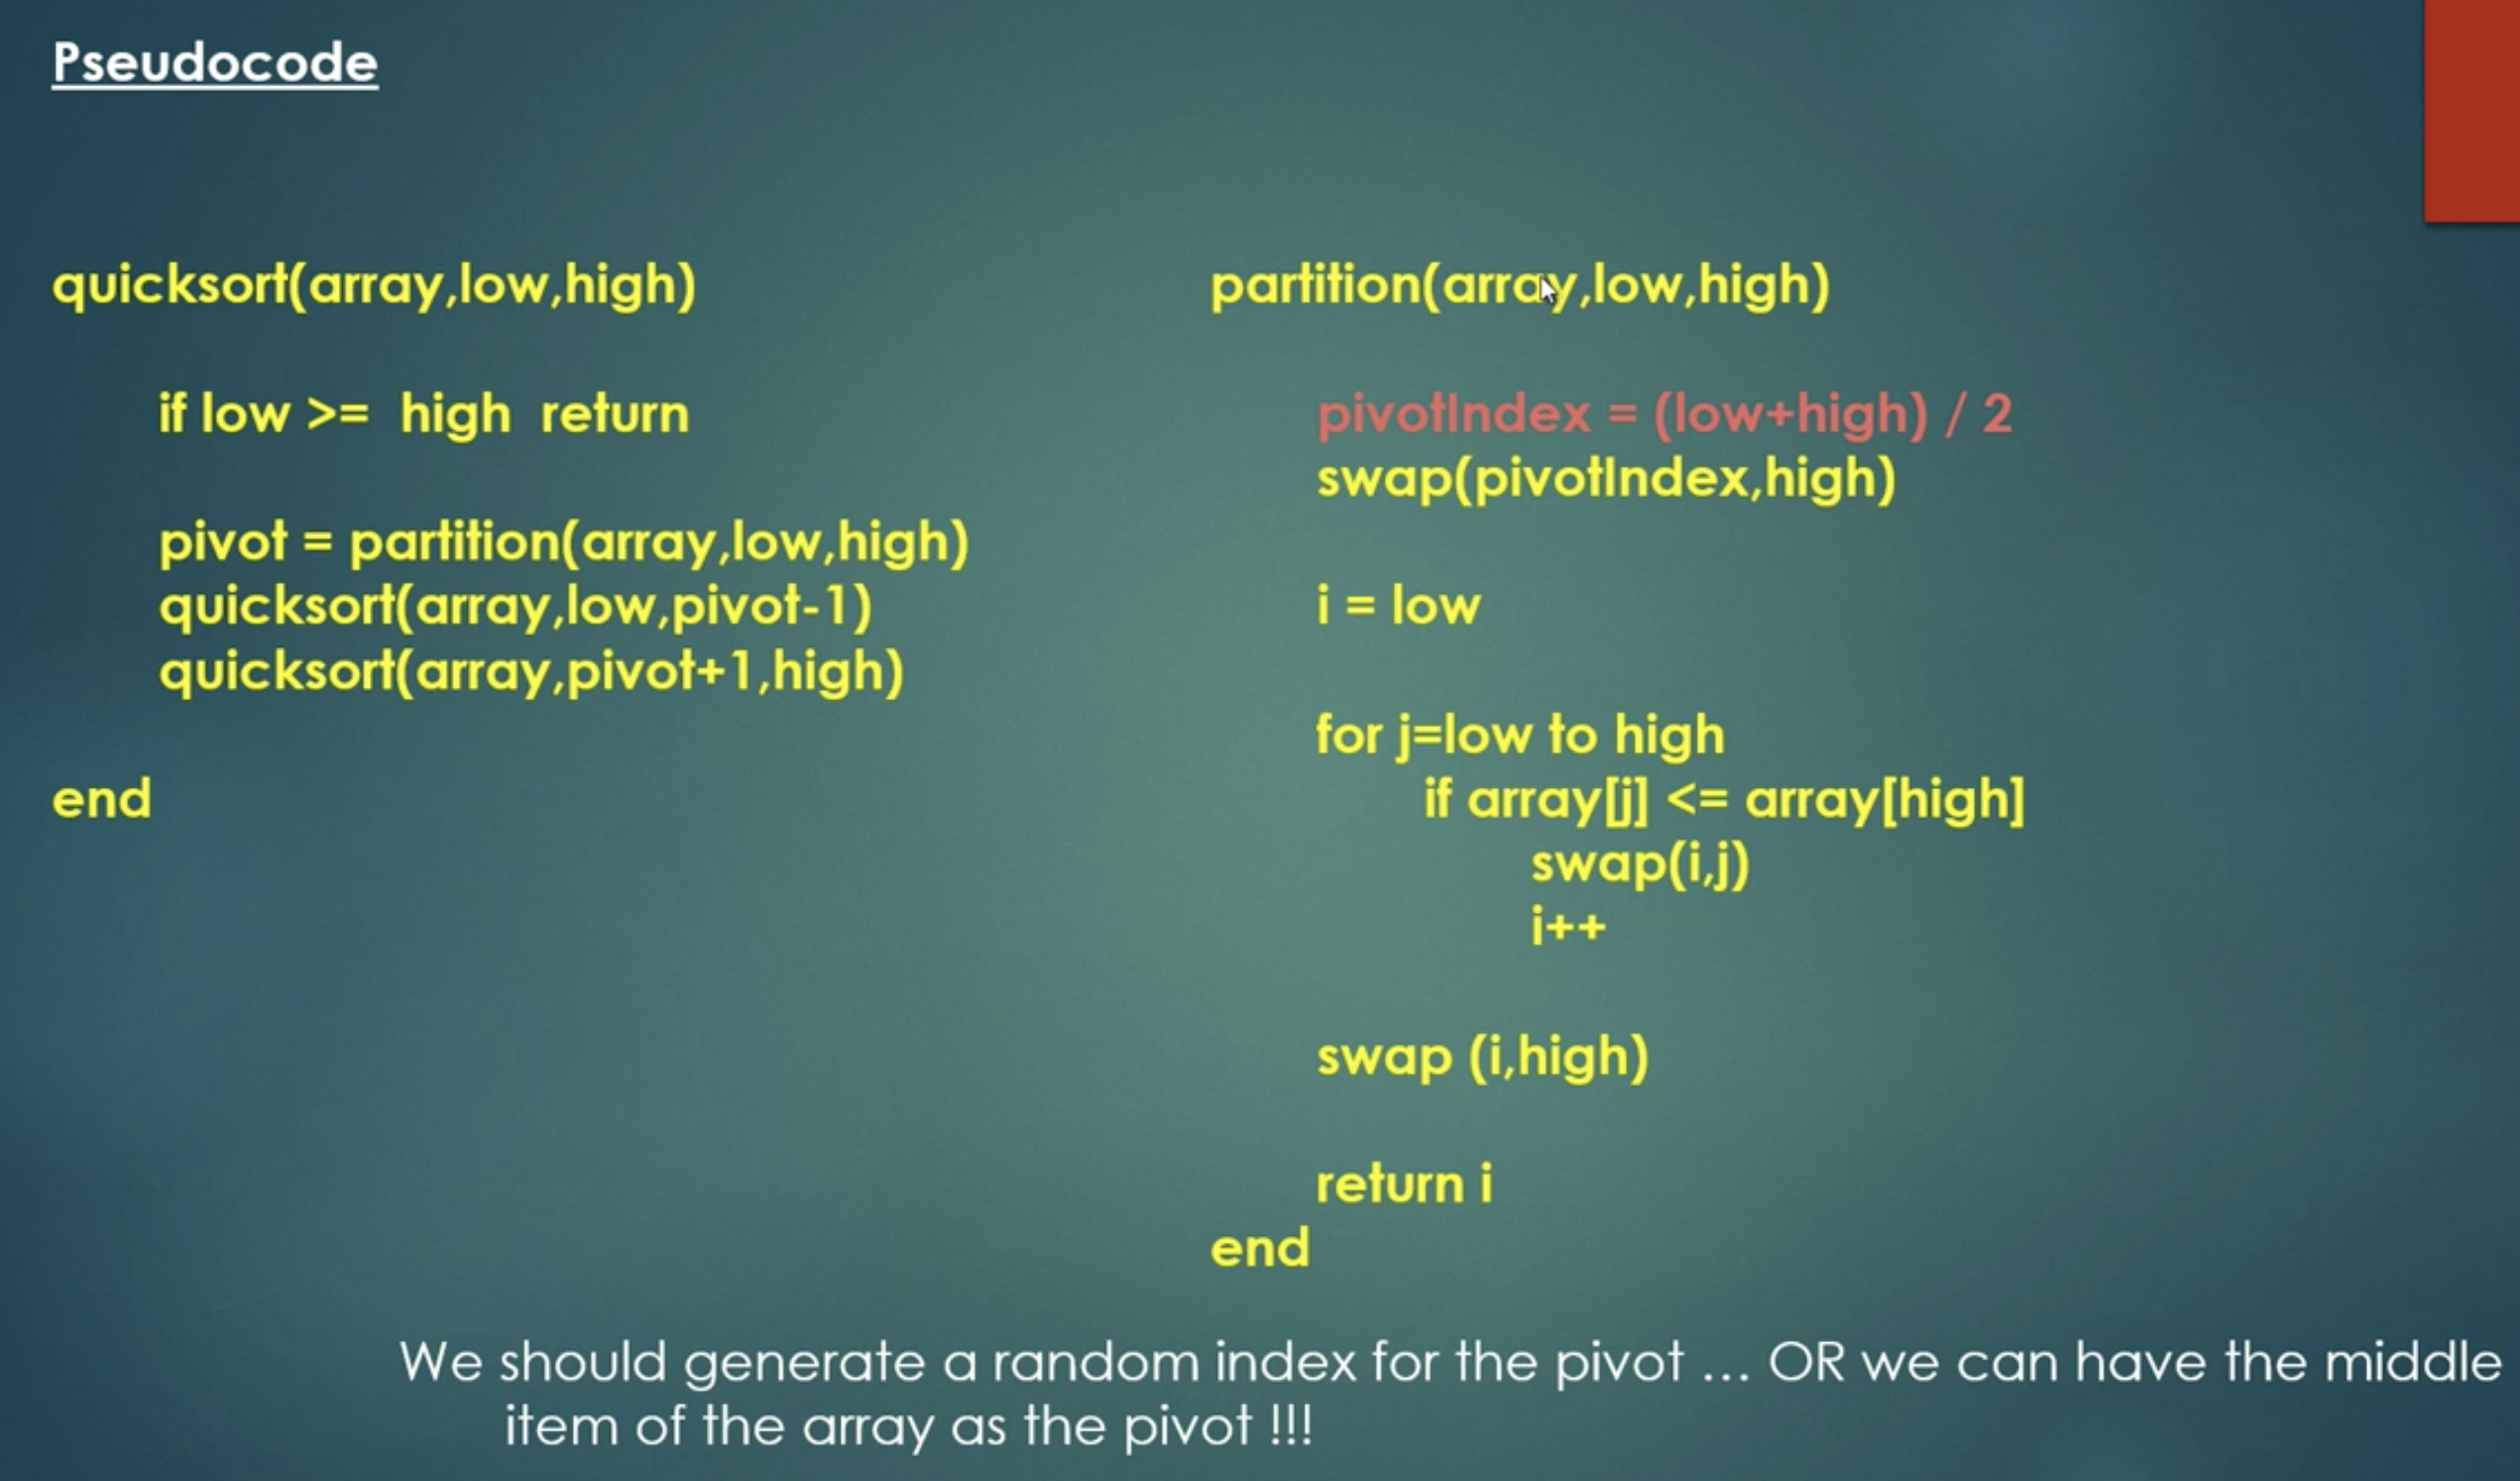 Pseudocode
quicksort(array,low,high)
if low >= high return
pivot = partition(array,low,high)
quicksort(array,low,pivot-1)
quicksort(array,pivot+1,high)
end
partition(array,low,high)
pivotIndex = (low+high) / 2
swap(pivotIndex,high)
i = low
for j=low to high
if array[j] <= array[high]
swap(i,j)
i++
swap (i,high)
return i
end
We should generate a random index for the pivot ... OR we can have the middle
item of the array as the pivot !!!